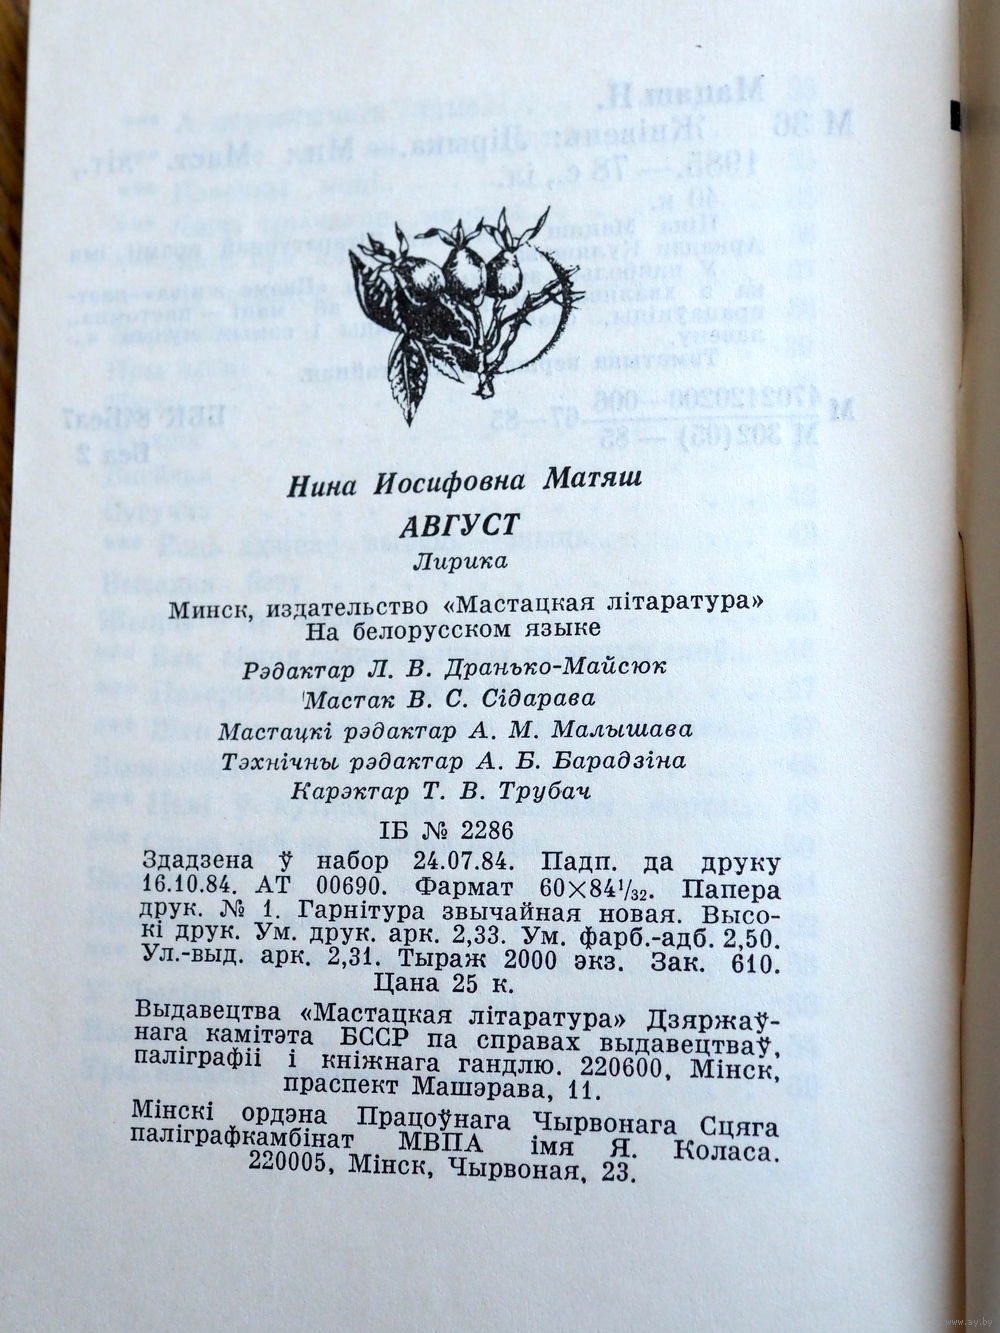 Нина Иосифовна Матяш
АВГУСТ
Лирика
Минск, издательство «Мастацкая літаратура»
На белорусском языке
Рэдактар Л. В. Дранько-Майсюк
Мастак В. С. Сідарава
Мастацкі рэдактар А. М. Малышава
Тэхнічны рэдактар А. Б. Барадзіна
Карэктар Т. В. Трубач
ІБ № 2286
Здадзена ў набор 24.07.84. Падп. да друку
16.10.84. АТ 00690. Фармат 60×84¹/₃₂. Папера
друк. № 1. Гарнітура звычайная новая. Высо-
кі друк. Ум. друк. арк. 2,33. Ум. фарб.-адб. 2,50.
Ул.-выд. арк. 2,31. Тыраж 2000 экз. Зак. 610.
Цана 25 к.
Выдавецтва «Мастацкая літаратура» Дзяржаў-
нага камітэта БССР па справах выдавецтваў,
паліграфіі і кніжнага гандлю. 220600, Мінск,
праспект Машэрава, 11.
Мінскі ордэна Працоўнага Чырвонага Сцяга
паліграфкамбінат МВПА імя Я. Коласа.
220005, Мінск, Чырвоная, 23.
www.ay.by